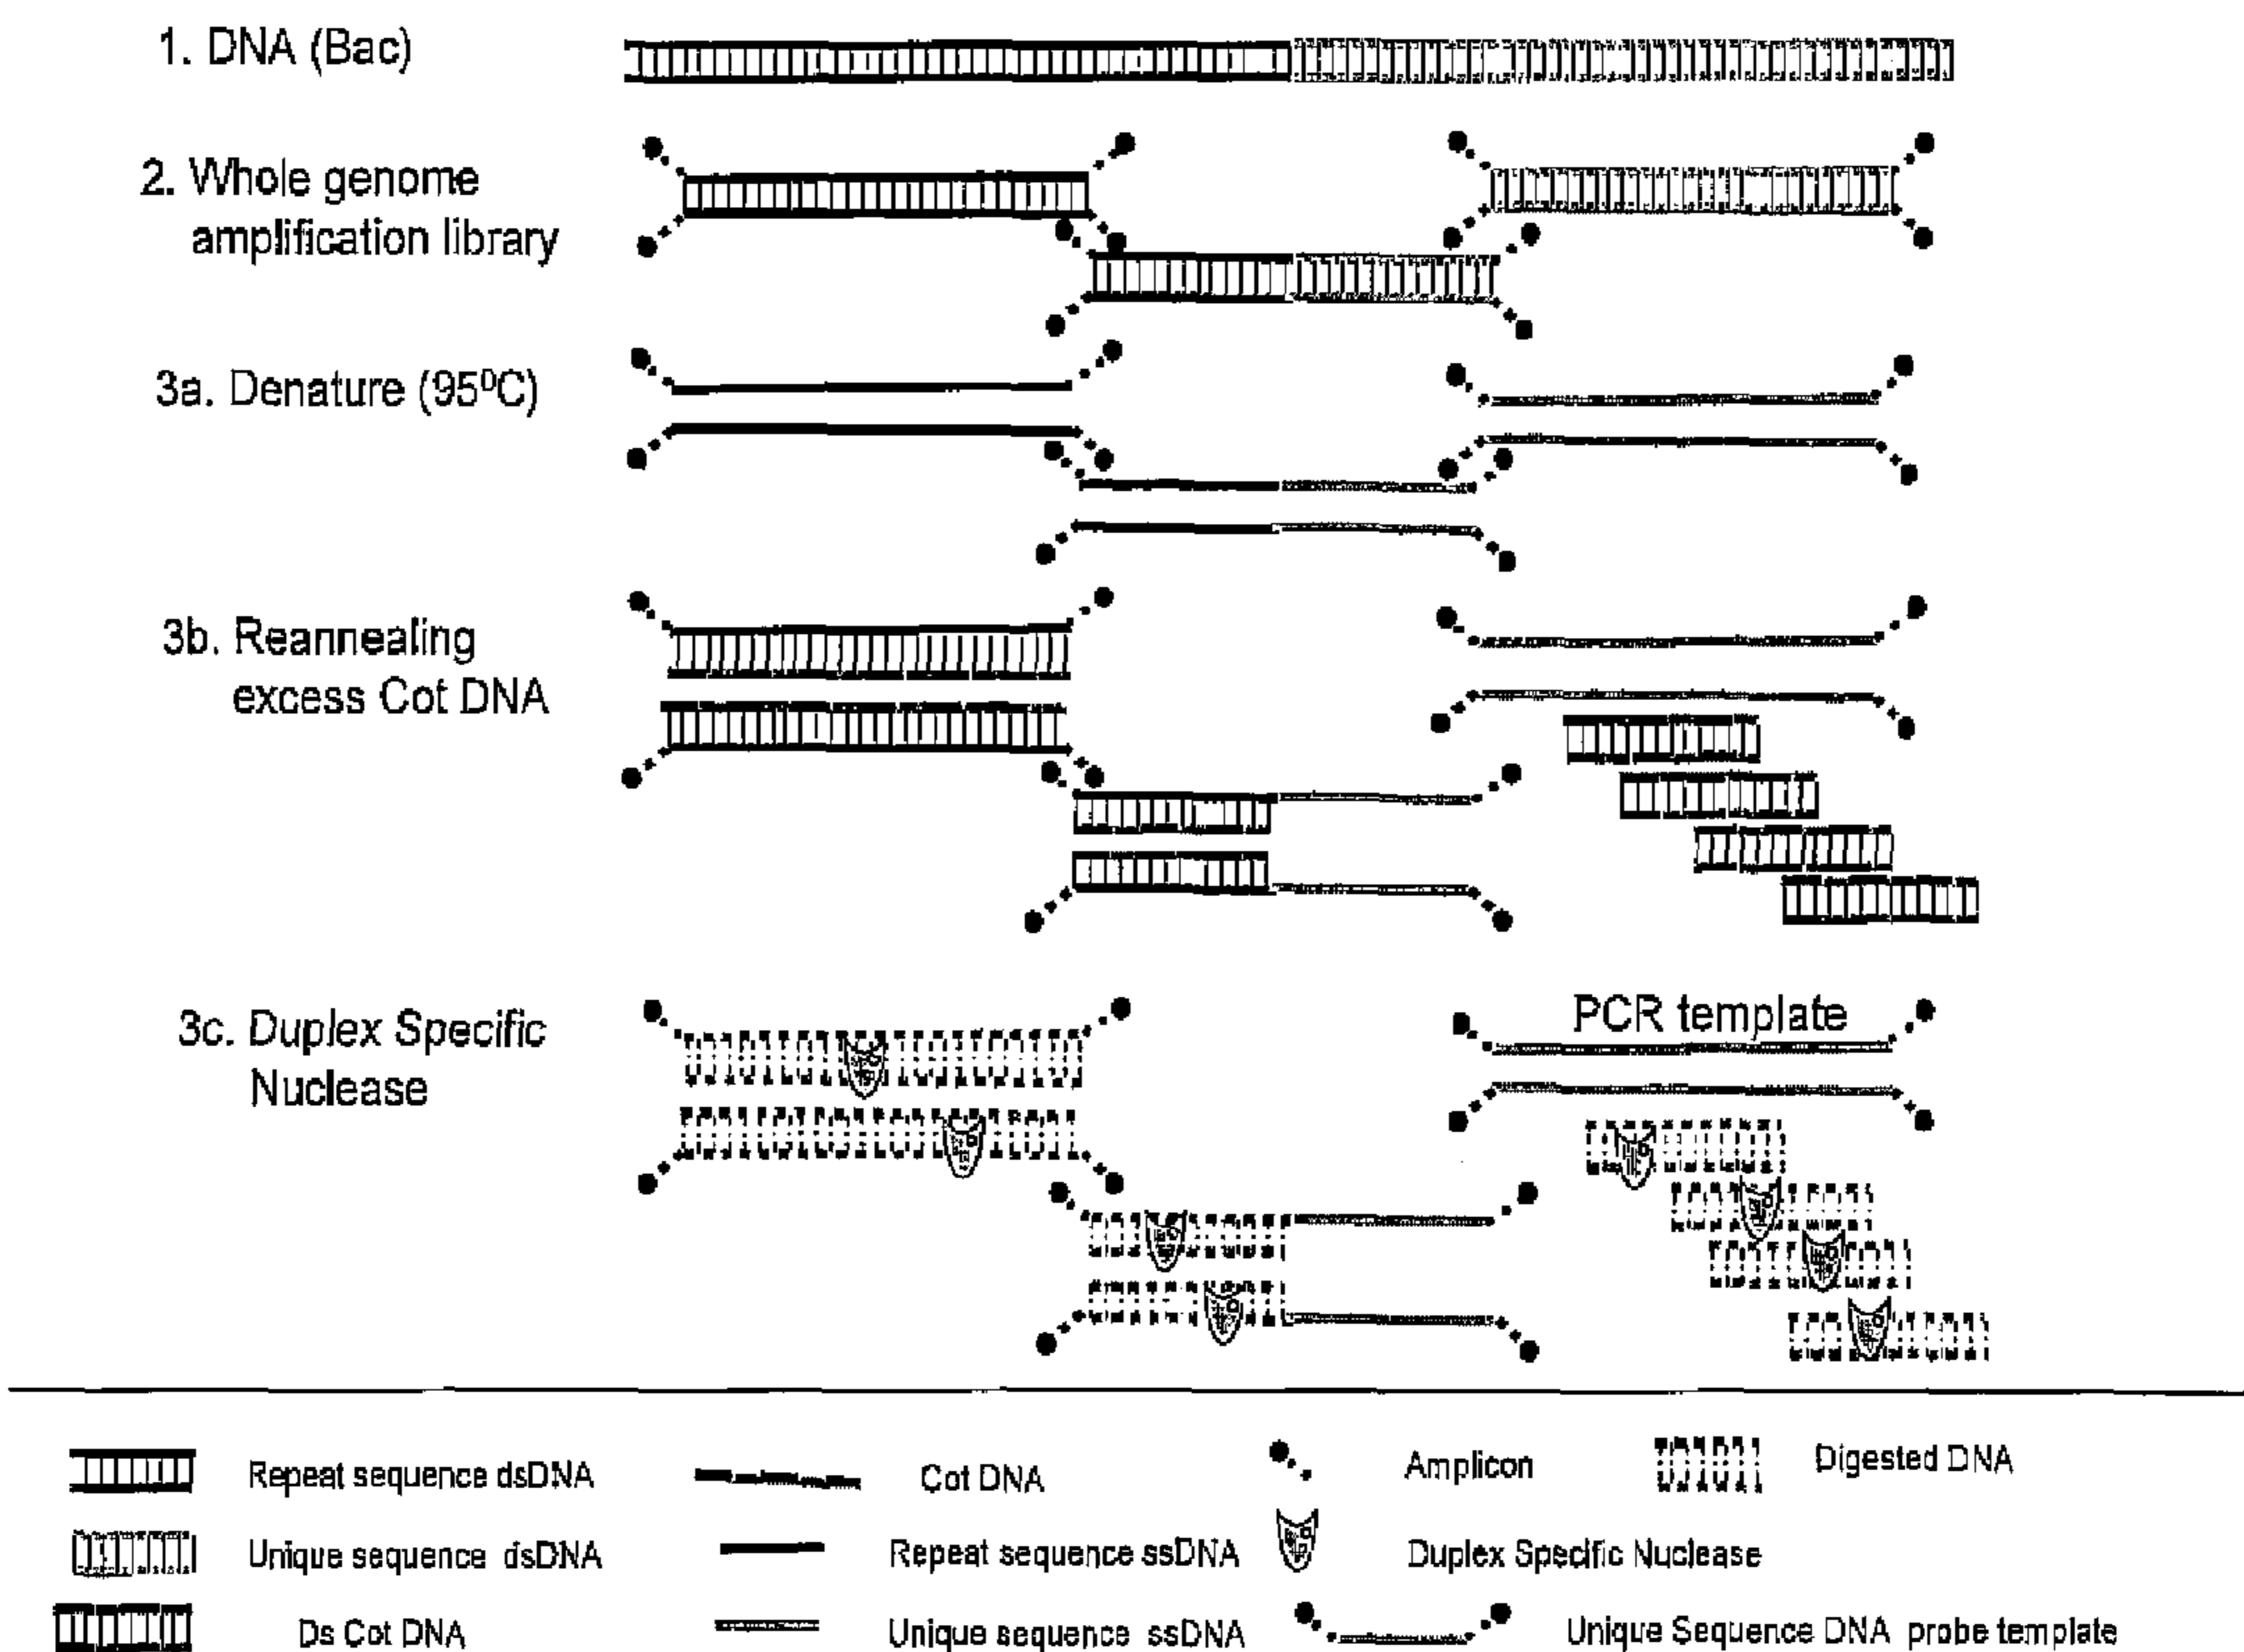 1. DNA (Bac)
2. Whole genome
amplification library
3a. Denature (95⁰C)
3b. Reannealing
excess Cot DNA
3c. Duplex Specific
Nuclease
PCR template
Repeat sequence dsDNA
Cot DNA
Amplicon
Digested DNA
Unique sequence dsDNA
Repeat sequence ssDNA
Duplex Specific Nuclease
Ds Cot DNA
Unique sequence ssDNA
Unique Sequence DNA probe template